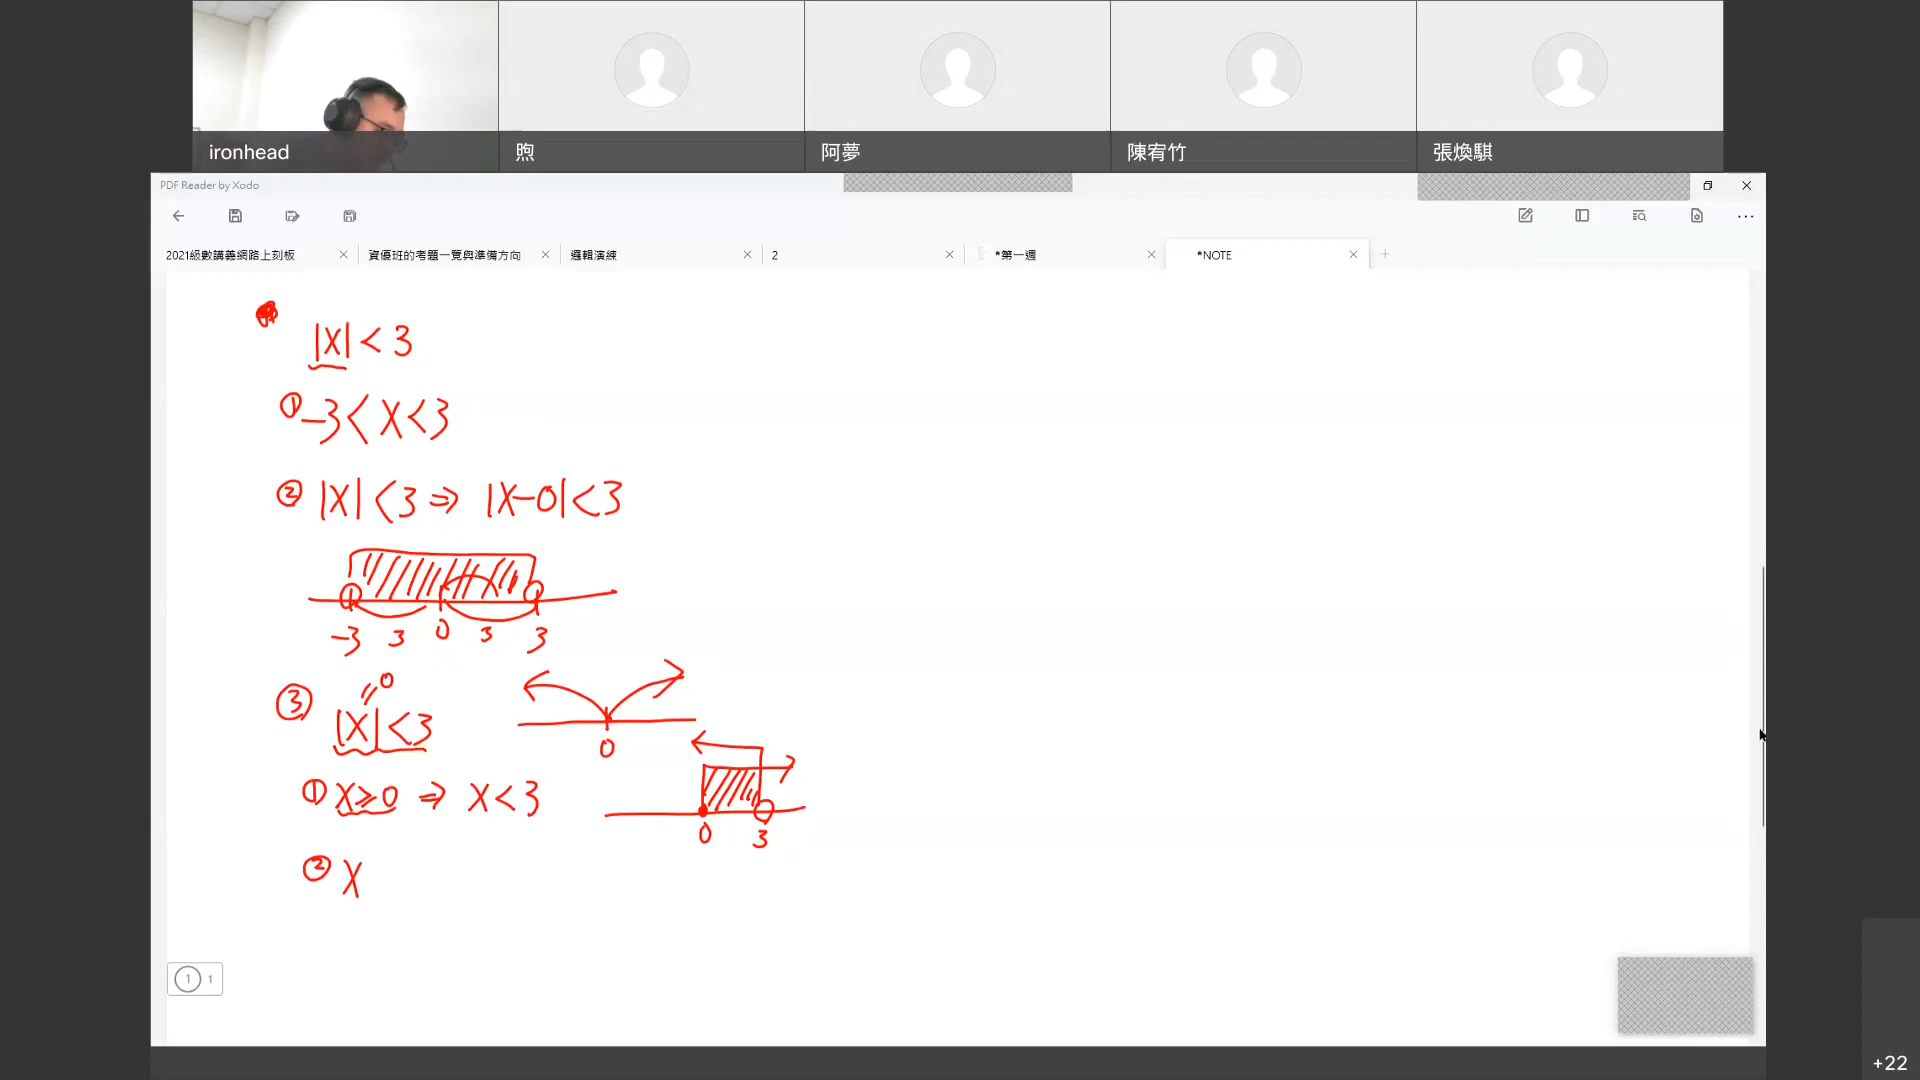 ironhead
煦
阿夢
陳宥竹
張煥騏
PDF Reader by Xodo
2021級數講義網路上刻板
資優班的考題一覽與準備方向
邏輯演練
2
*第一週
*NOTE
|X| < 3
① -3 < X < 3
② |X| < 3 ⇒ |X-0| < 3
-3 3 0 3 3
0
③ |X| < 3
0
① X ≥ 0 ⇒ X < 3
0 3
② X
1 1
+22